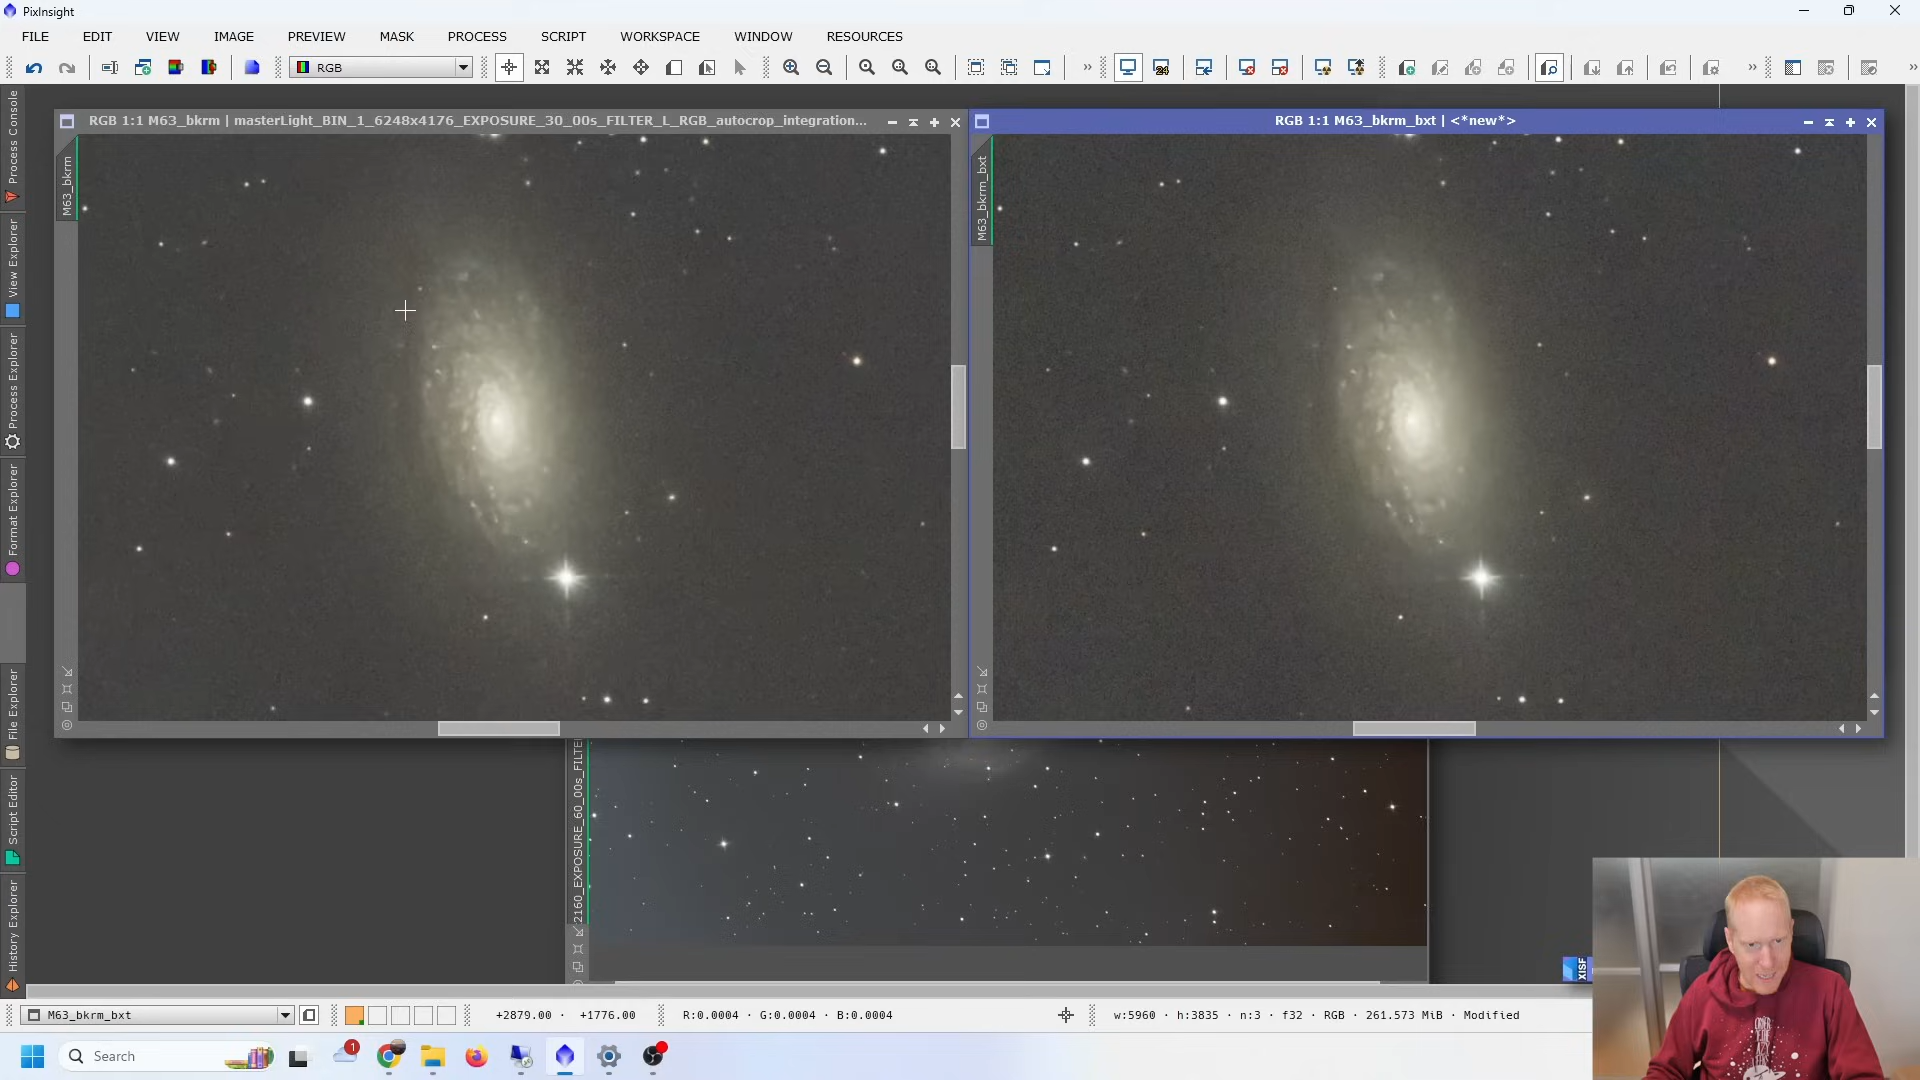 PixInsight
FILE EDIT VIEW IMAGE PREVIEW MASK PROCESS SCRIPT WORKSPACE WINDOW RESOURCES
RGB
24
Process Console
View Explorer
Process Explorer
Format Explorer
File Explorer
Script Editor
History Explorer
RGB 1:1 M63_bkrm | masterLight_BIN_1_6248x4176_EXPOSURE_30_00s_FILTER_L_RGB_autocrop_integration...
M63_bkrm
RGB 1:1 M63_bkrm_bxt | <*new*>
M63_bkrm_bxt
2160_EXPOSURE_60_00s_FILTE
XISF
M63_bkrm_bxt
+2879.00 · +1776.00
R:0.0004 · G:0.0004 · B:0.0004
w:5960 · h:3835 · n:3 · f32 · RGB · 261.573 MiB · Modified
Search
1